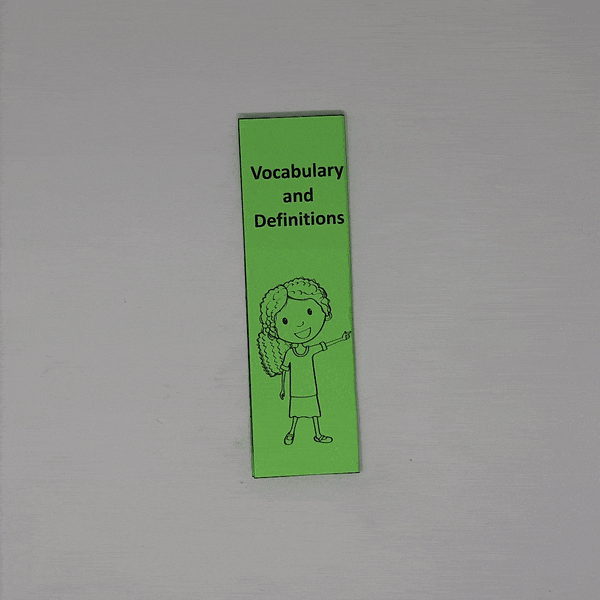 Vocabulary
and
Definitions